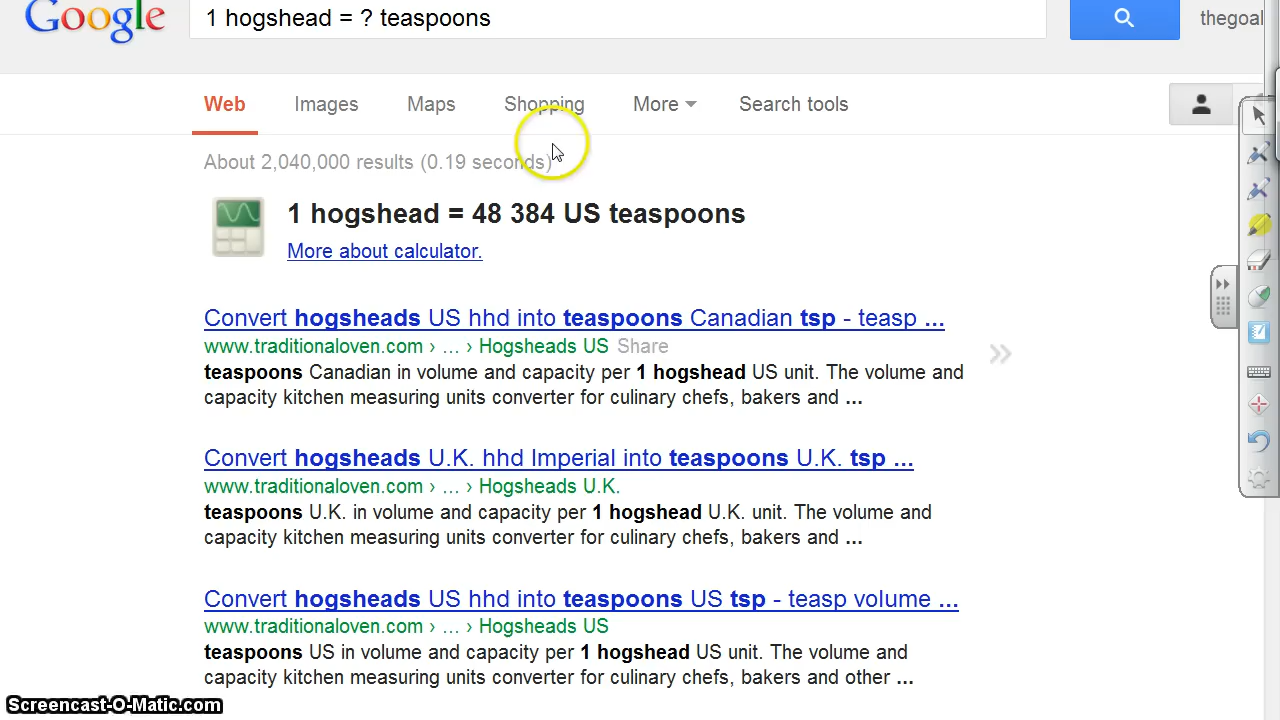 Google
1 hogshead = ? teaspoons
thegoal
Web Images Maps Shopping More Search tools
About 2,040,000 results (0.19 seconds)
1 hogshead = 48 384 US teaspoons
More about calculator.
Convert hogsheads US hhd into teaspoons Canadian tsp - teasp ...
www.traditionaloven.com › ... › Hogsheads US Share
teaspoons Canadian in volume and capacity per 1 hogshead US unit. The volume and
capacity kitchen measuring units converter for culinary chefs, bakers and ...
Convert hogsheads U.K. hhd Imperial into teaspoons U.K. tsp ...
www.traditionaloven.com › ... › Hogsheads U.K.
teaspoons U.K. in volume and capacity per 1 hogshead U.K. unit. The volume and
capacity kitchen measuring units converter for culinary chefs, bakers and ...
Convert hogsheads US hhd into teaspoons US tsp - teasp volume ...
www.traditionaloven.com › ... › Hogsheads US
teaspoons US in volume and capacity per 1 hogshead US unit. The volume and
capacity kitchen measuring units converter for culinary chefs, bakers and other ...
Screencast-O-Matic.com